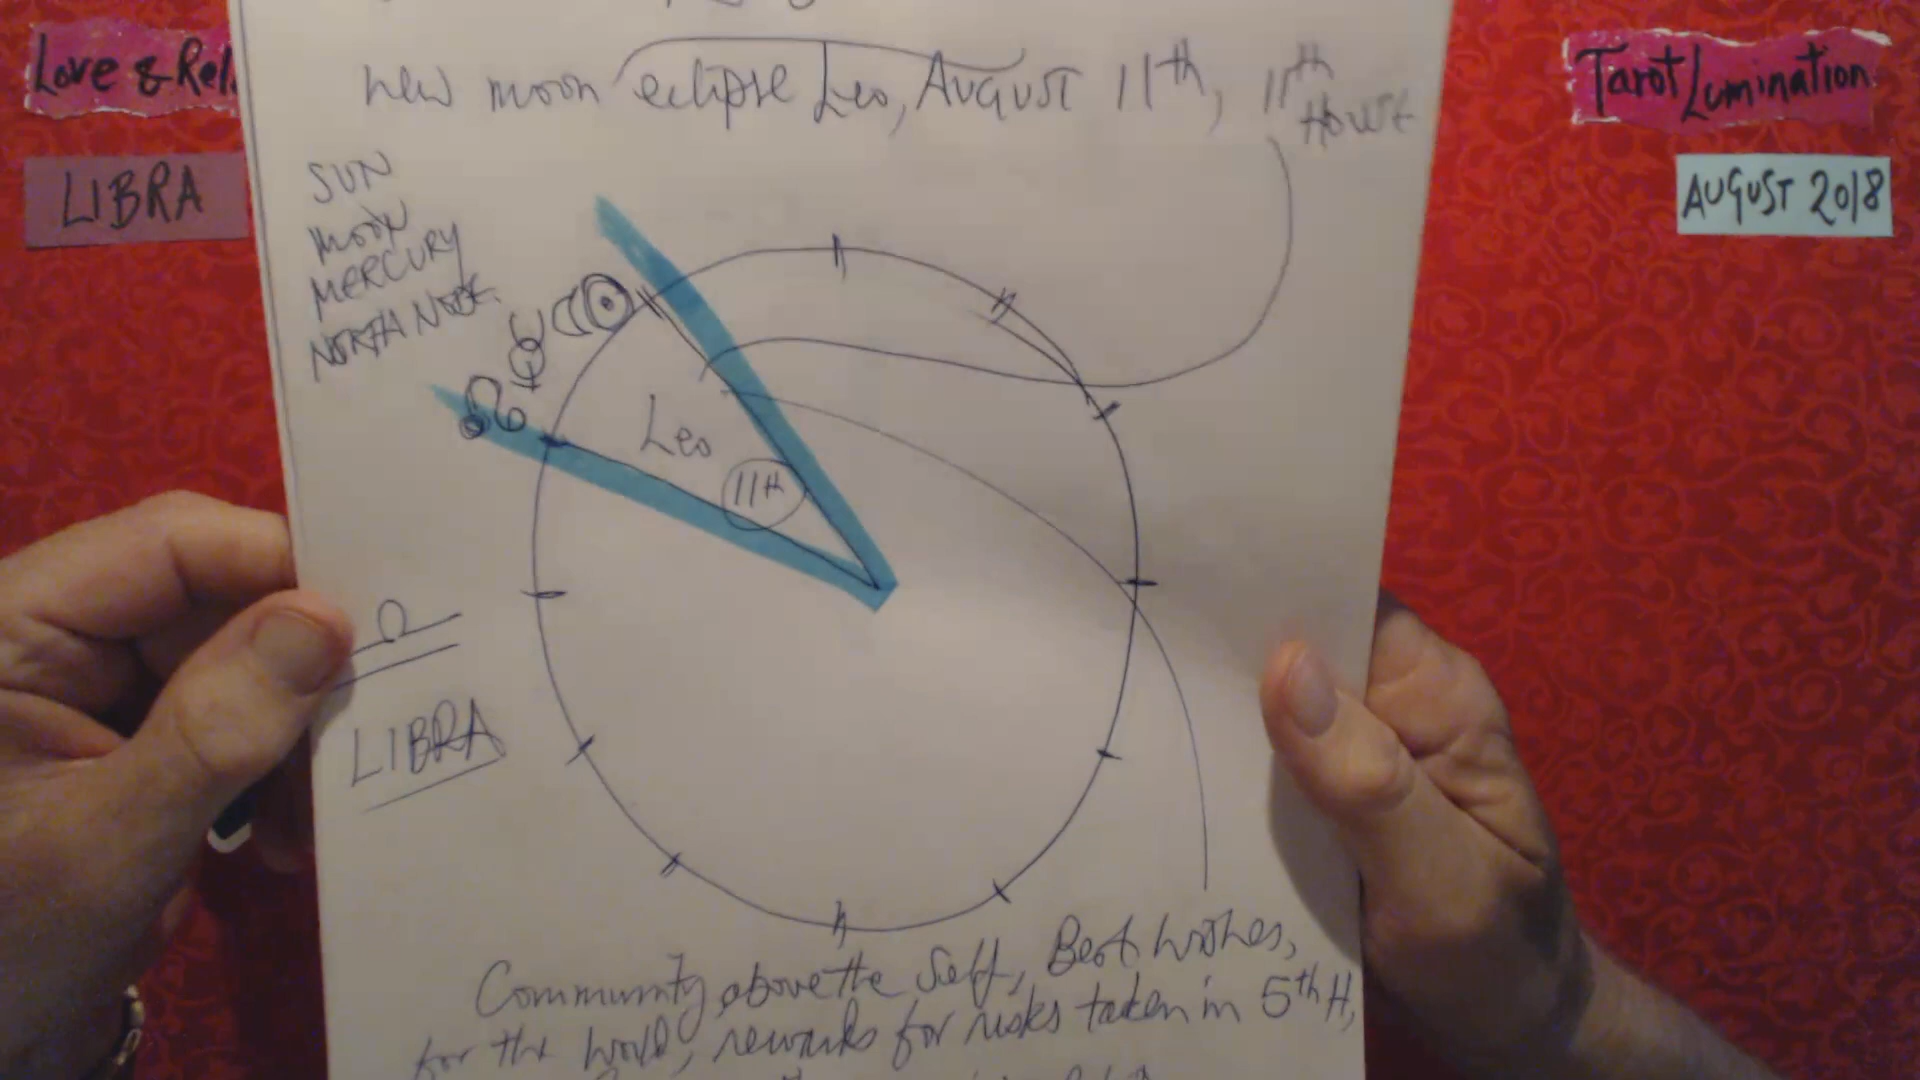 Love & Rel
LIBRA
Tarot Lumination
AUGUST 2018
new moon eclipse Leo, AUGUST 11th, 11th
HOUSE
SUN
MOON
MERCURY
NORTH NODE
Leo
11th
LIBRA
Community above the Self, Best Wishes,
for the World, rewards for risks taken in 5th H,